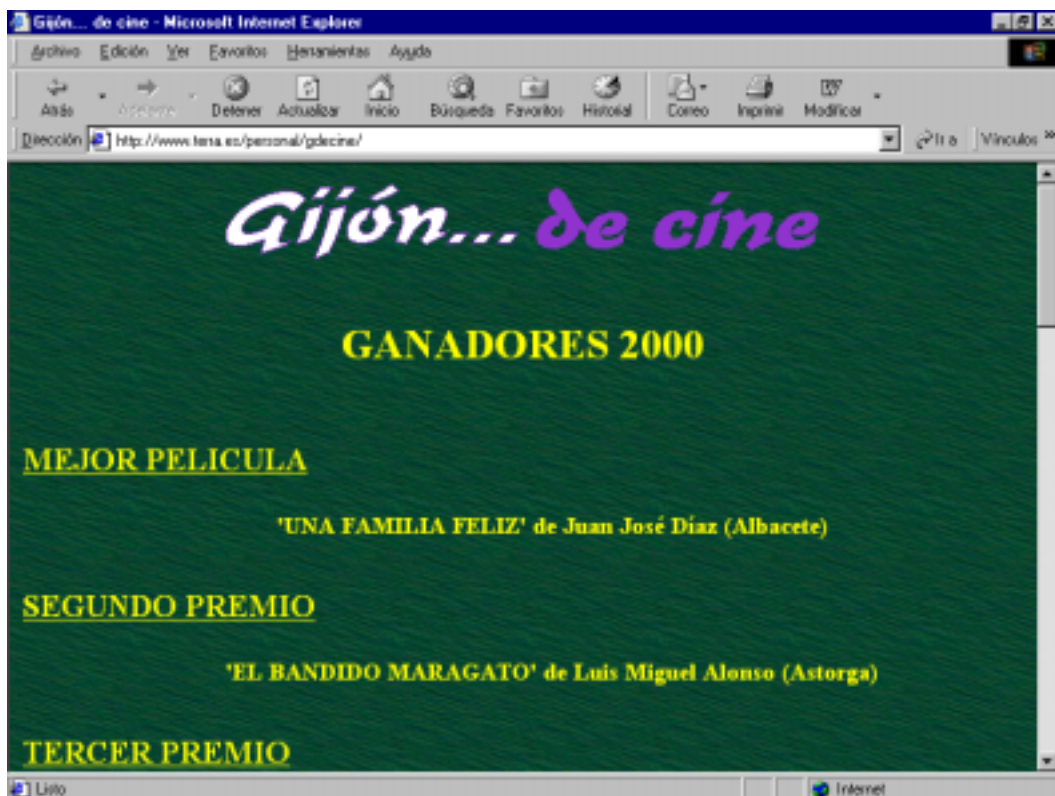 Gijón... de cine - Microsoft Internet Explorer
Archivo Edición Ver Favoritos Herramientas Ayuda
Atrás Adelante Detener Actualizar Inicio Búsqueda Favoritos Historial Correo Imprimir Modificar
Dirección http://www.terra.es/personal/gdecine/ Ir a Vínculos »
Gijón... de cine
GANADORES 2000
MEJOR PELICULA
'UNA FAMILIA FELIZ' de Juan José Díaz (Albacete)
SEGUNDO PREMIO
'EL BANDIDO MARAGATO' de Luis Miguel Alonso (Astorga)
TERCER PREMIO
Listo Internet